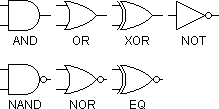 AND OR XOR NOT
NAND NOR EQ